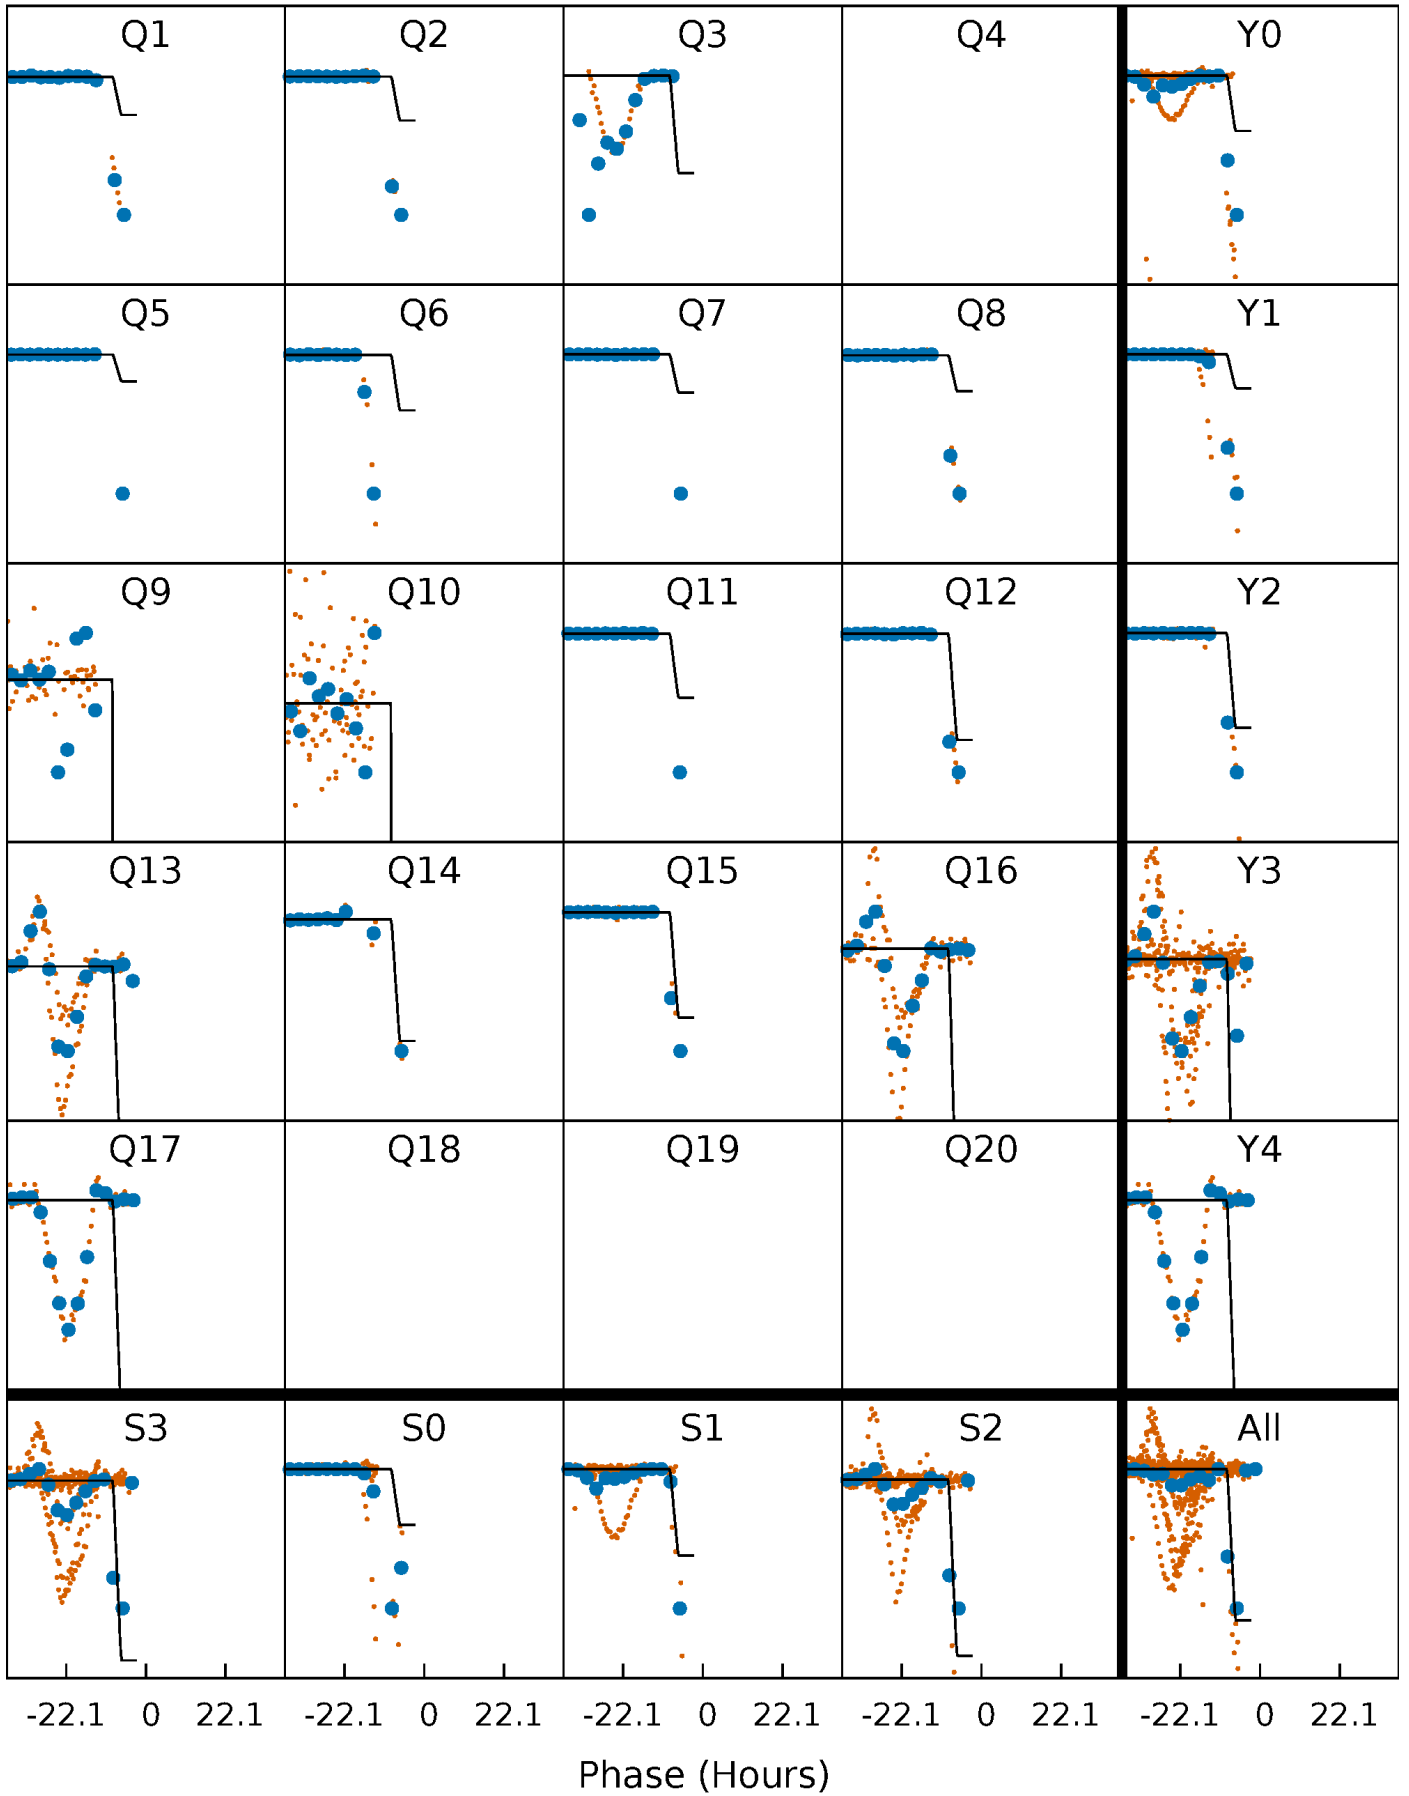 Q1 Q2 Q3 Q4 Y0
Q5 Q6 Q7 Q8 Y1
Q9 Q10 Q11 Q12 Y2
Q13 Q14 Q15 Q16 Y3
Q17 Q18 Q19 Q20 Y4
S3 S0 S1 S2 All
-22.1 0 22.1 -22.1 0 22.1 -22.1 0 22.1 -22.1 0 22.1 -22.1 0 22.1
Phase (Hours)